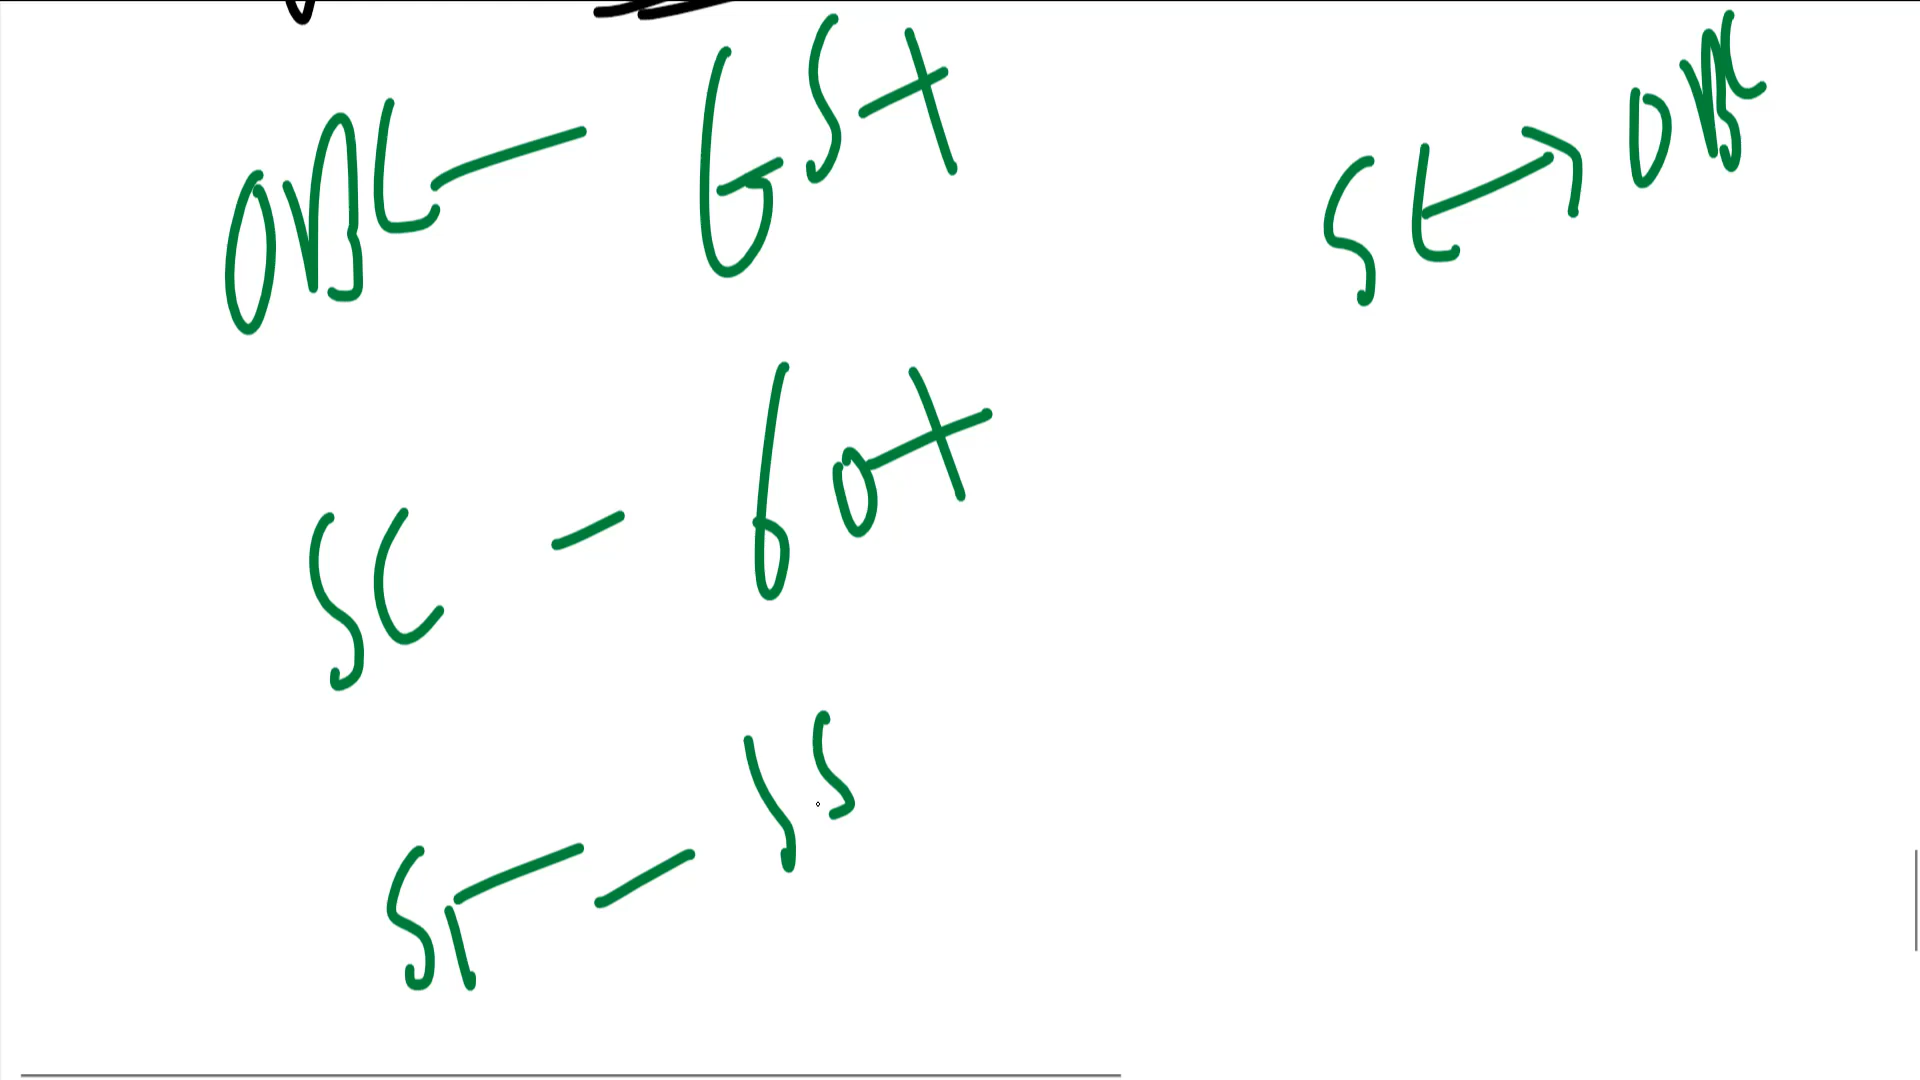 OBC - 65+
SC → OBC
SC - 60+
ST - 55